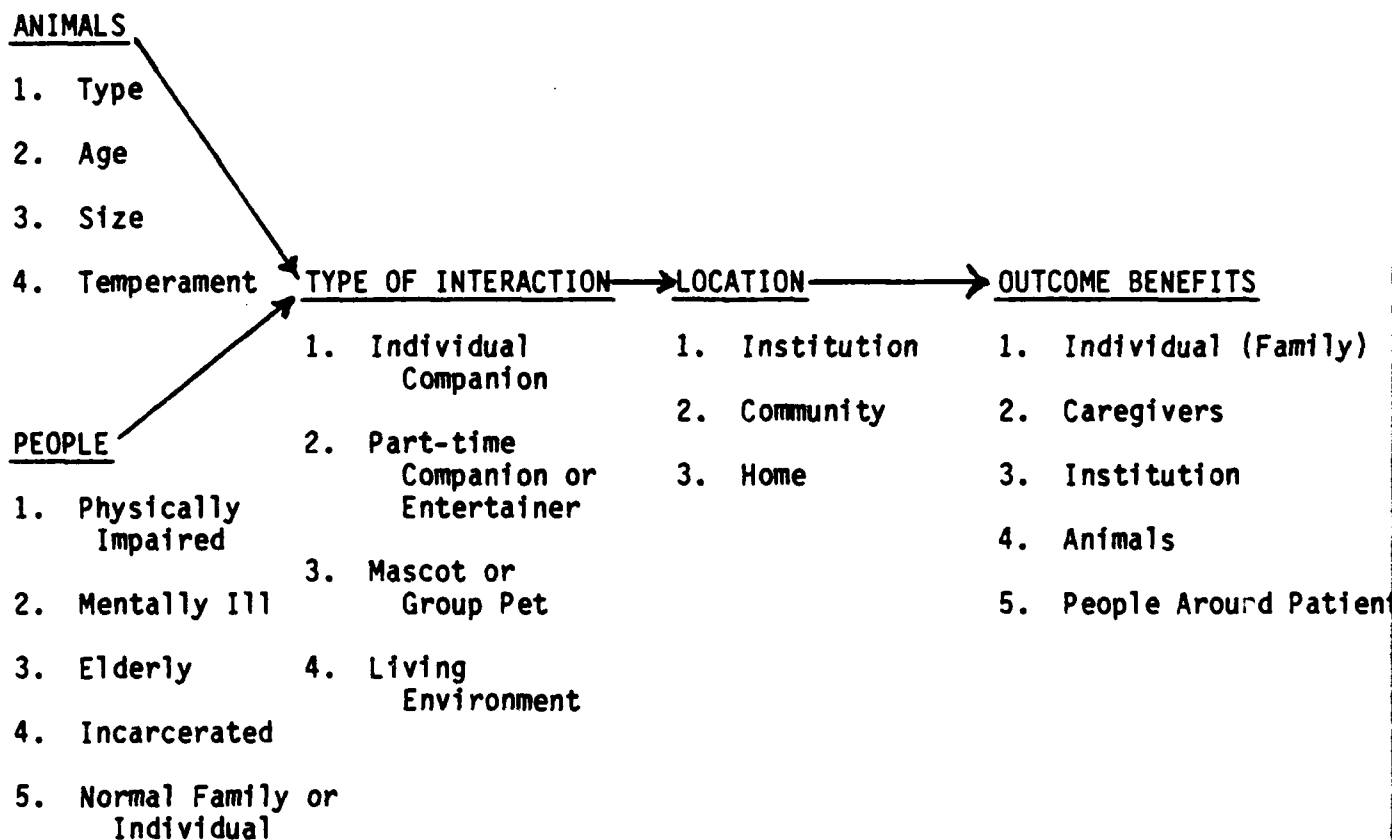 ANIMALS
1. Type
2. Age
3. Size
4. Temperament
PEOPLE
1. Physically
Impaired
2. Mentally Ill
3. Elderly
4. Incarcerated
5. Normal Family or
Individual
TYPE OF INTERACTION
1. Individual
Companion
2. Part-time
Companion or
Entertainer
3. Mascot or
Group Pet
4. Living
Environment
LOCATION
1. Institution
2. Community
3. Home
OUTCOME BENEFITS
1. Individual (Family)
2. Caregivers
3. Institution
4. Animals
5. People Around Patient